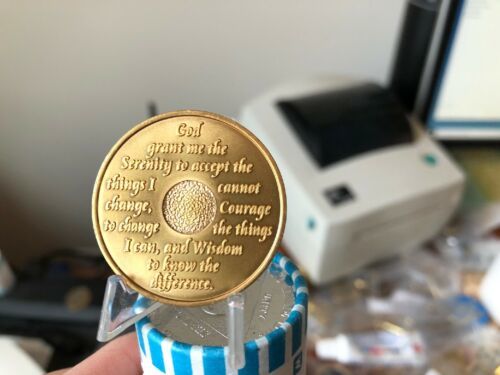 God
grant me the
Serenity to accept the
things I cannot
change, Courage
to change the things
I can, and Wisdom
to know the
difference.